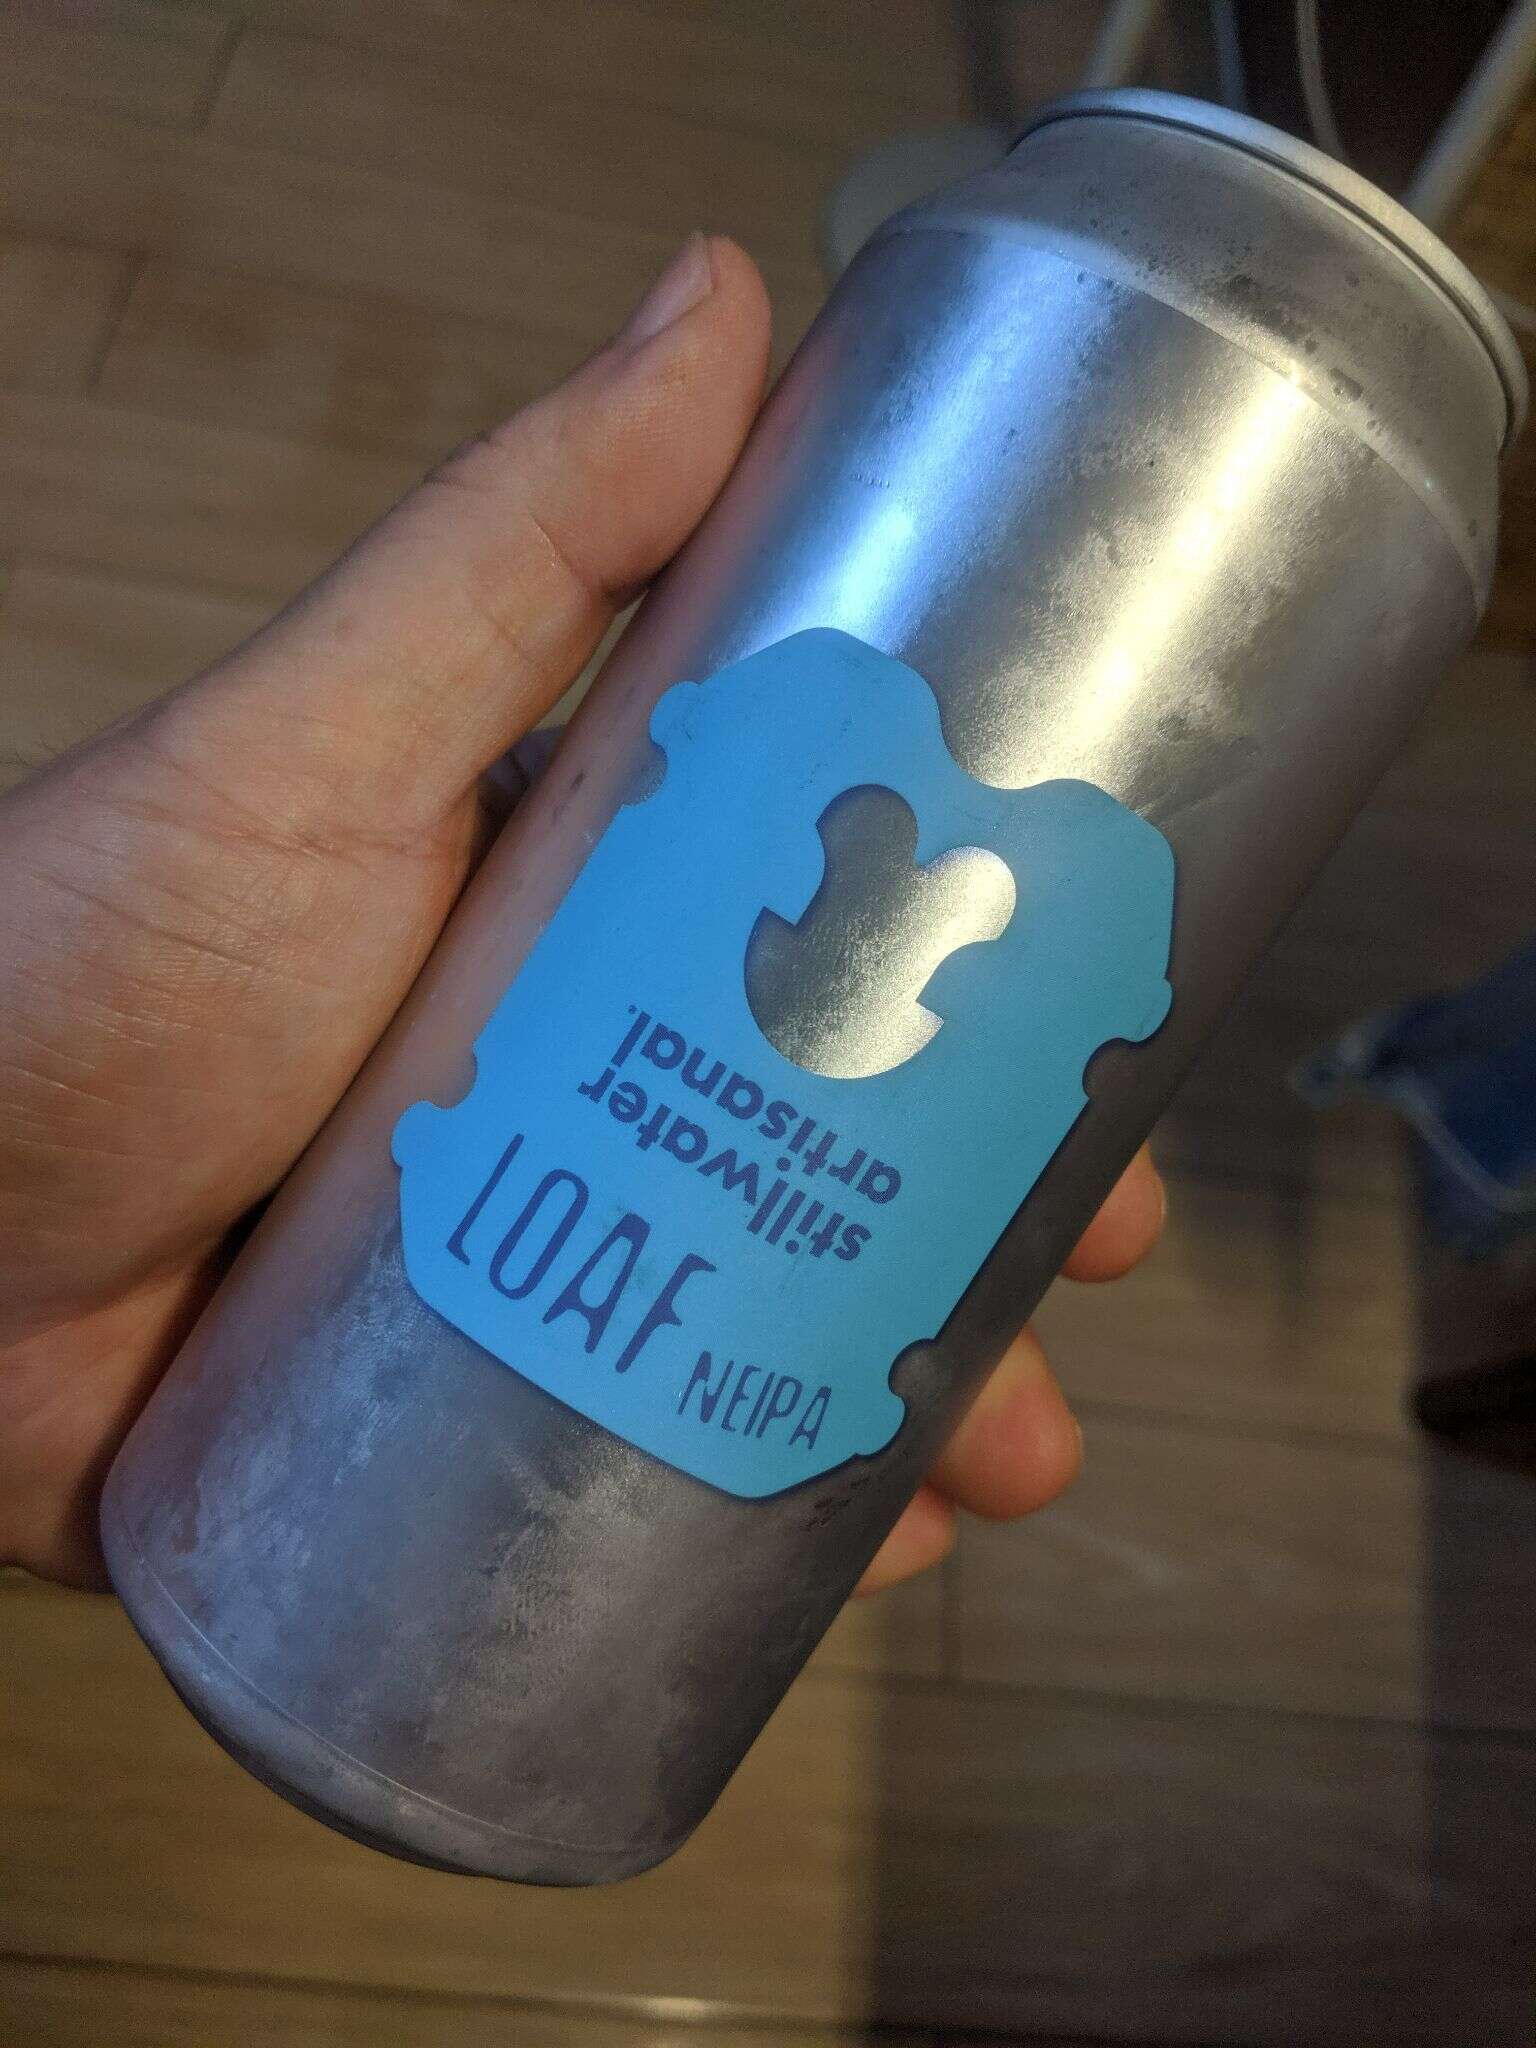 stillwater
artisanal.
LOAF NEIPA